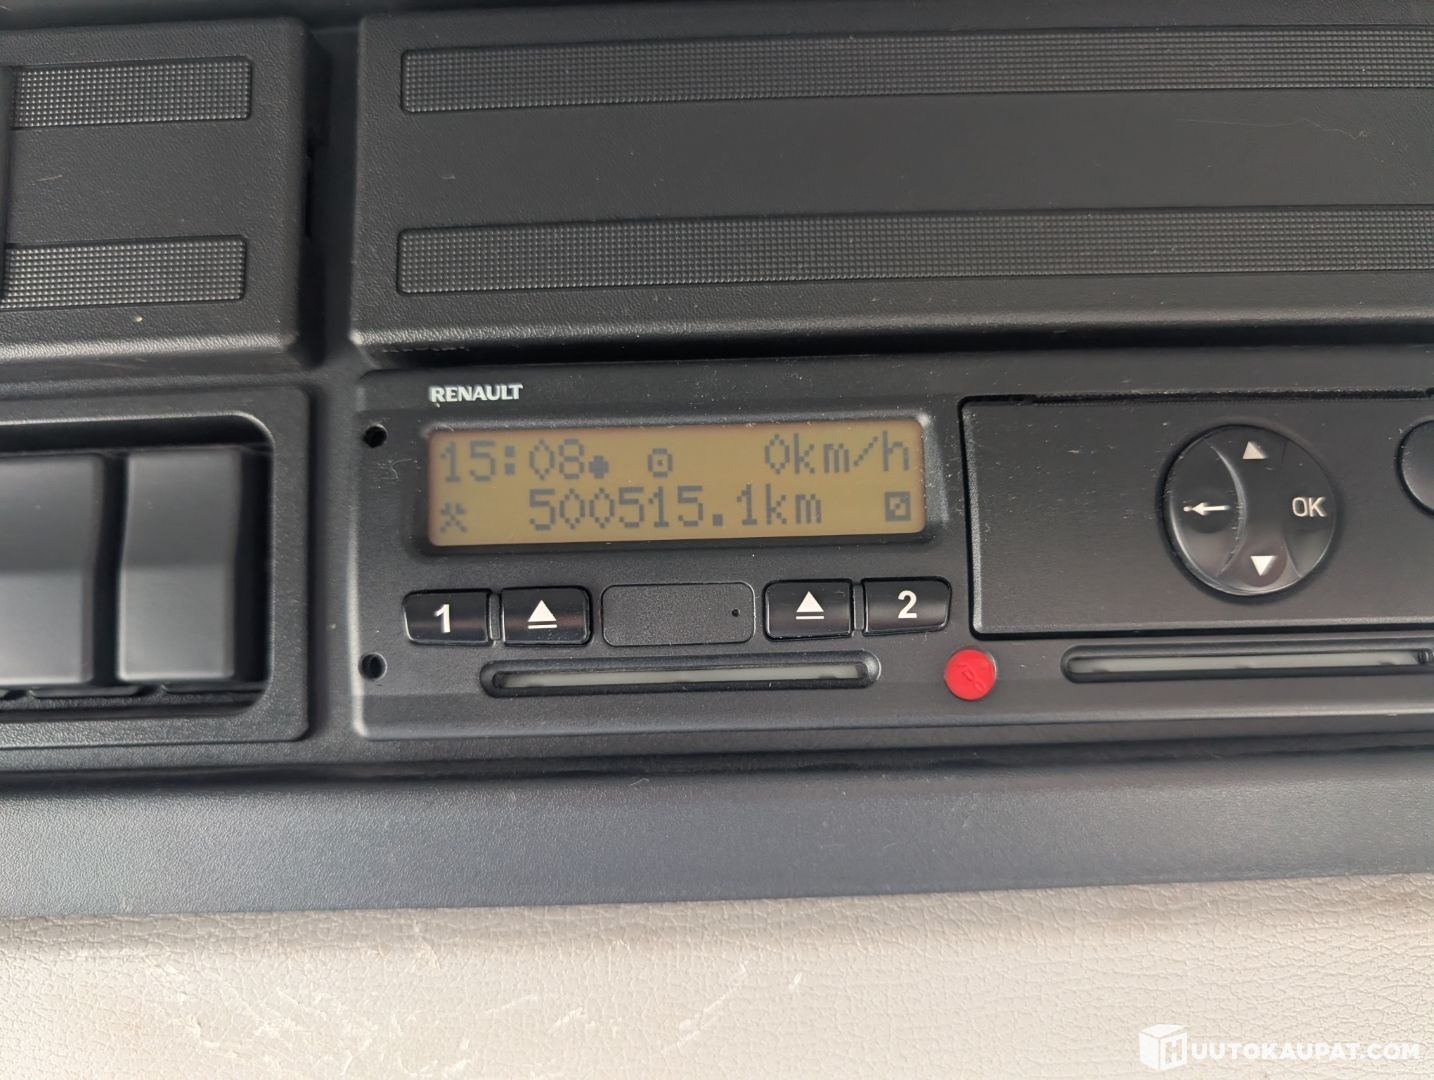 RENAULT
15:08 0km/h
500515.1km
OK
1 2
HUUTOKAUPAT.COM